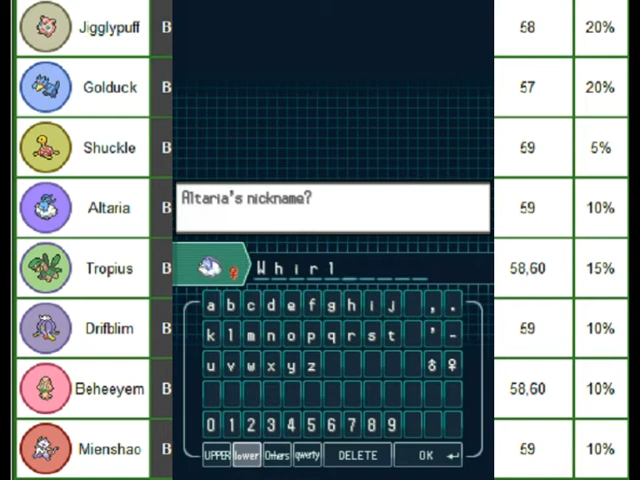 Jigglypuff B 58 20%
Golduck B 57 20%
Shuckle B 59 5%
Altaria B 59 10%
Altaria's nickname?
Tropius B 58,60 15%
Whirl
a b c d e f g h i j , .
Drifblim B 59 10%
k l m n o p q r s t ' -
u v w x y z ♂ ♀
Beheeyem B 58,60 10%
0 1 2 3 4 5 6 7 8 9
Mienshao B 59 10%
UPPER lower Others qwerty DELETE OK